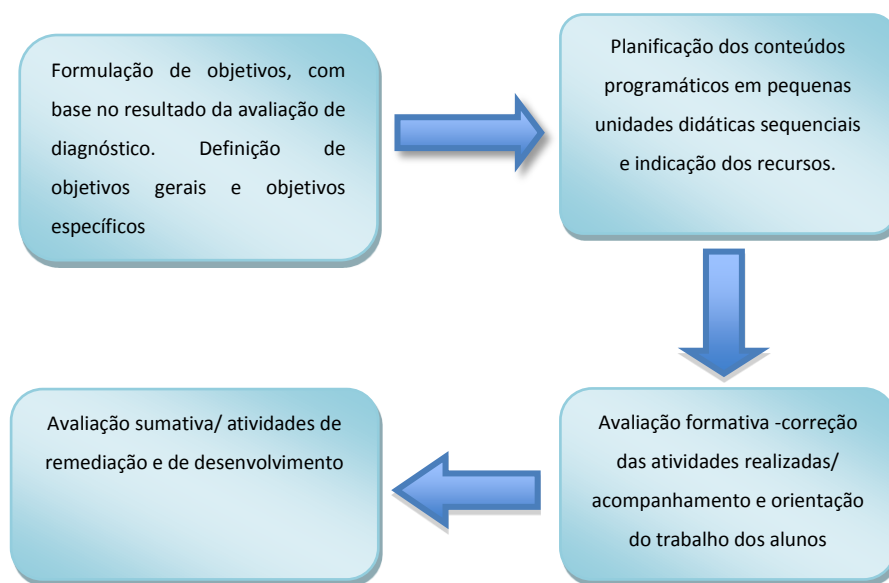 Formulação de objetivos, com
base no resultado da avaliação de
diagnóstico. Definição de
objetivos gerais e objetivos
específicos
Planificação dos conteúdos
programáticos em pequenas
unidades didáticas sequenciais
e indicação dos recursos.
Avaliação formativa -correção
das atividades realizadas/
acompanhamento e orientação
do trabalho dos alunos
Avaliação sumativa/ atividades de
remediação e de desenvolvimento